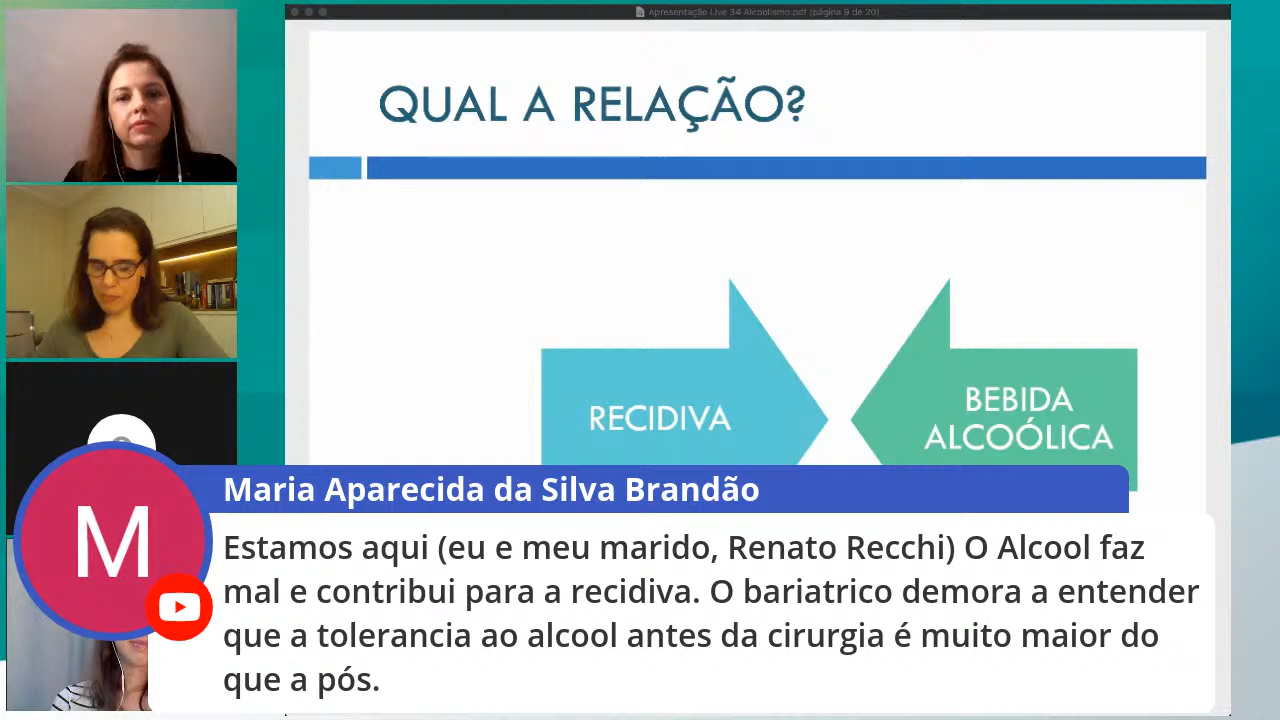 Apresentação Live 34 Alcoolismo.pdf (página 9 de 20)
QUAL A RELAÇÃO?
RECIDIVA
BEBIDA
ALCOÓLICA
M
Maria Aparecida da Silva Brandão
Estamos aqui (eu e meu marido, Renato Recchi) O Alcool faz
mal e contribui para a recidiva. O bariatrico demora a entender
que a tolerancia ao alcool antes da cirurgia é muito maior do
que a pós.